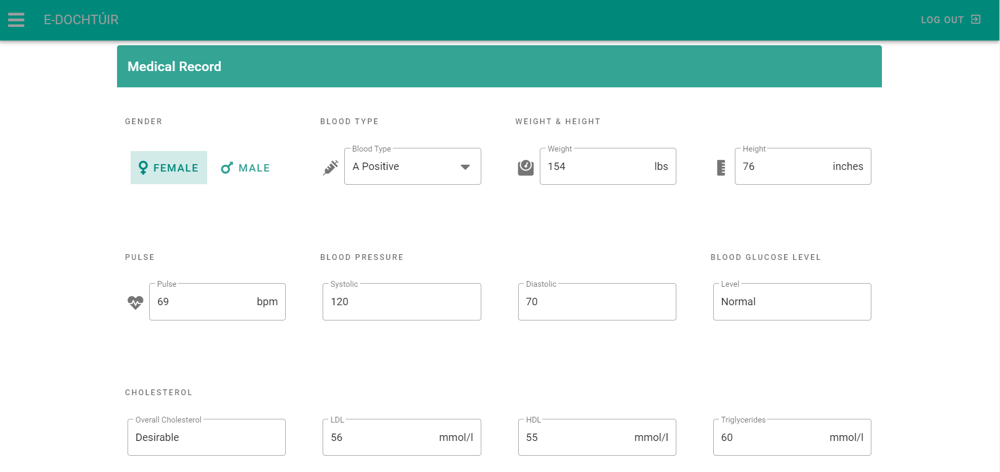 E-DOCHTÚIR
LOG OUT
Medical Record
GENDER
BLOOD TYPE
WEIGHT & HEIGHT
FEMALE
MALE
Blood Type
A Positive
Weight
154 lbs
Height
76 inches
PULSE
BLOOD PRESSURE
BLOOD GLUCOSE LEVEL
Pulse
69 bpm
Systolic
120
Diastolic
70
Level
Normal
CHOLESTEROL
Overall Cholesterol
Desirable
LDL
56 mmol/l
HDL
55 mmol/l
Triglycerides
60 mmol/l